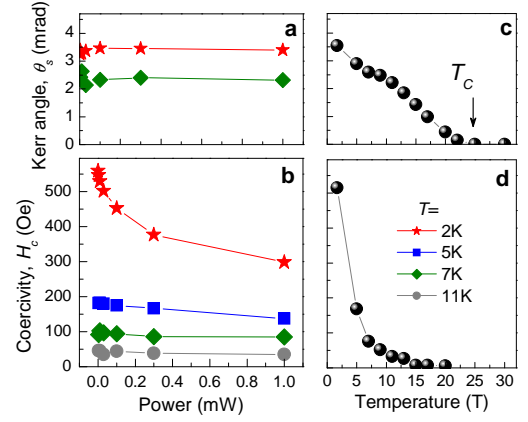 a
Kerr angle, θs (mrad)
4
3
2
1
0
c
TC
b
Coercivity, Hc (Oe)
500
400
300
200
100
0
0.0 0.2 0.4 0.6 0.8 1.0
Power (mW)
d
T=
2K
5K
7K
11K
0 5 10 15 20 25 30
Temperature (T)